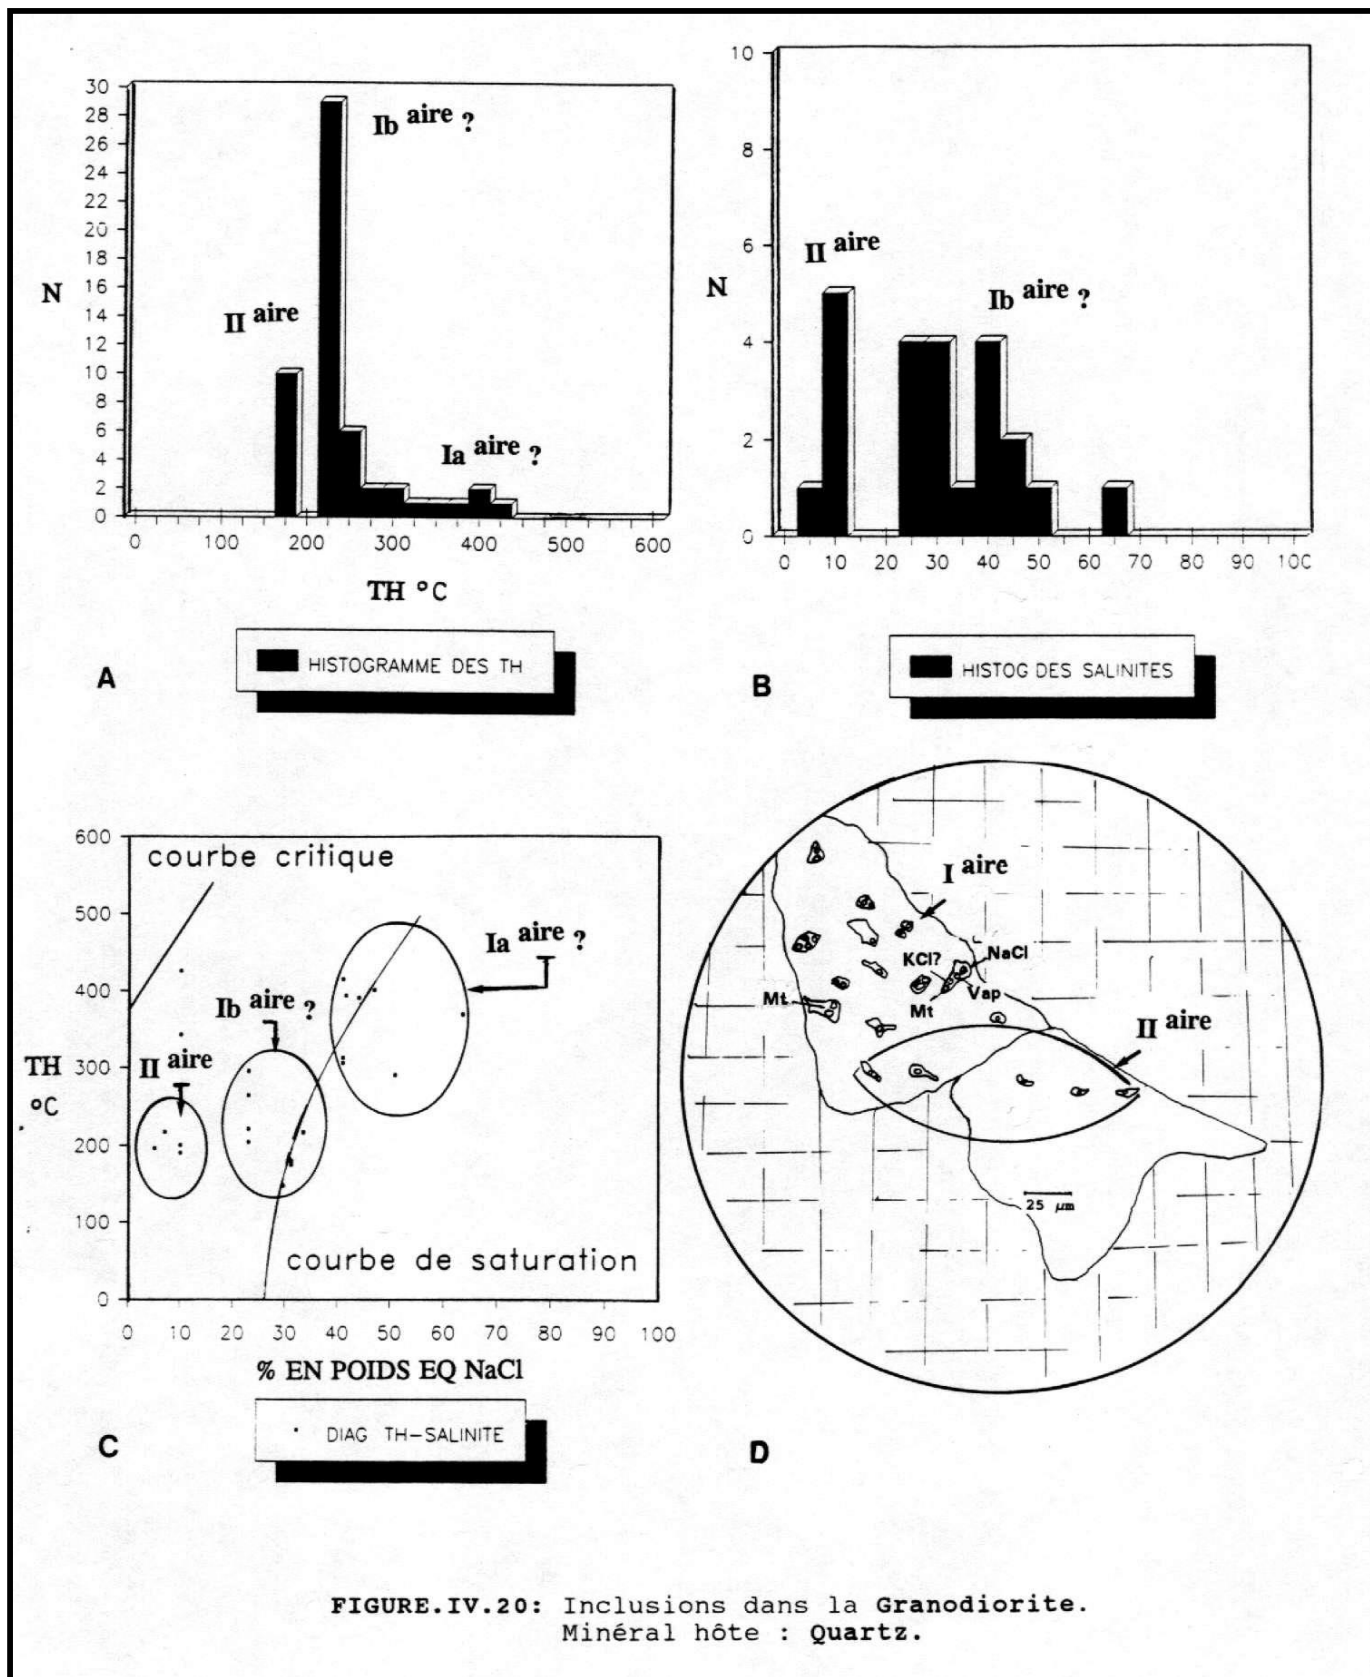 30
28
26
24
22
20
18
16
14
12
10
8
6
4
2
0
N
Ib aire ?
II aire
Ia aire ?
0 100 200 300 400 500 600
TH °C
HISTOGRAMME DES TH
A
10
8
6
4
2
0
N
II aire
Ib aire ?
0 10 20 30 40 50 60 70 80 90 100
HISTOG DES SALINITES
B
600
500
400
300
200
100
0
TH
°C
courbe critique
Ia aire ?
Ib aire ?
II aire
courbe de saturation
0 10 20 30 40 50 60 70 80 90 100
% EN POIDS EQ NaCl
DIAG TH-SALINITE
C
I aire
NaCl
KCl?
Vap
Mt
Mt
II aire
25 µm
D
FIGURE.IV.20: Inclusions dans la Granodiorite.
Minéral hôte : Quartz.